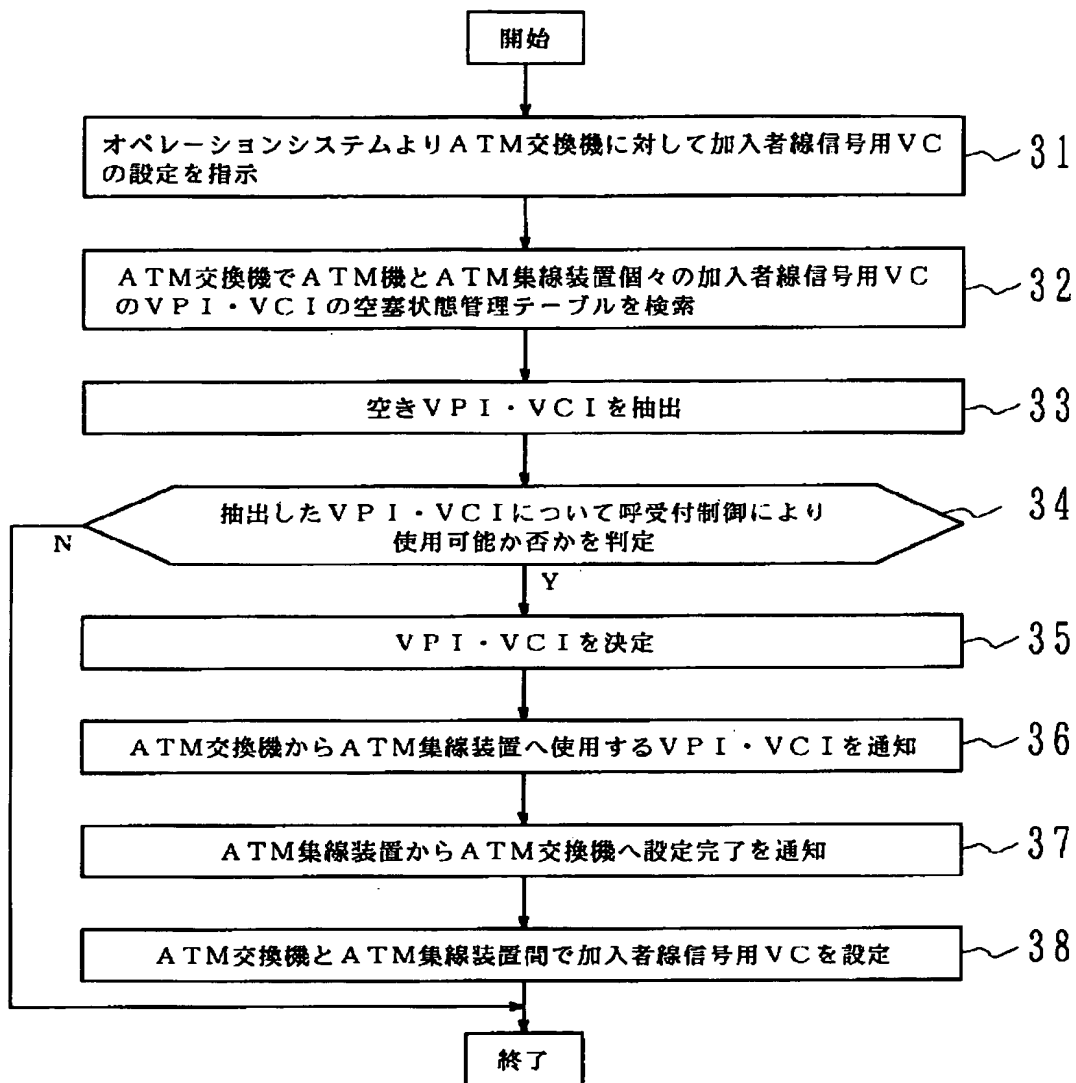 開始
オペレーションシステムよりATM交換機に対して加入者線信号用VC
の設定を指示
31
ATM交換機でATM機とATM集線装置個々の加入者線信号用VC
のVPI・VCIの空塞状態管理テーブルを検索
32
空きVPI・VCIを抽出
33
抽出したVPI・VCIについて呼受付制御により
使用可能か否かを判定
34
N
Y
VPI・VCIを決定
35
ATM交換機からATM集線装置へ使用するVPI・VCIを通知
36
ATM集線装置からATM交換機へ設定完了を通知
37
ATM交換機とATM集線装置間で加入者線信号用VCを設定
38
終了